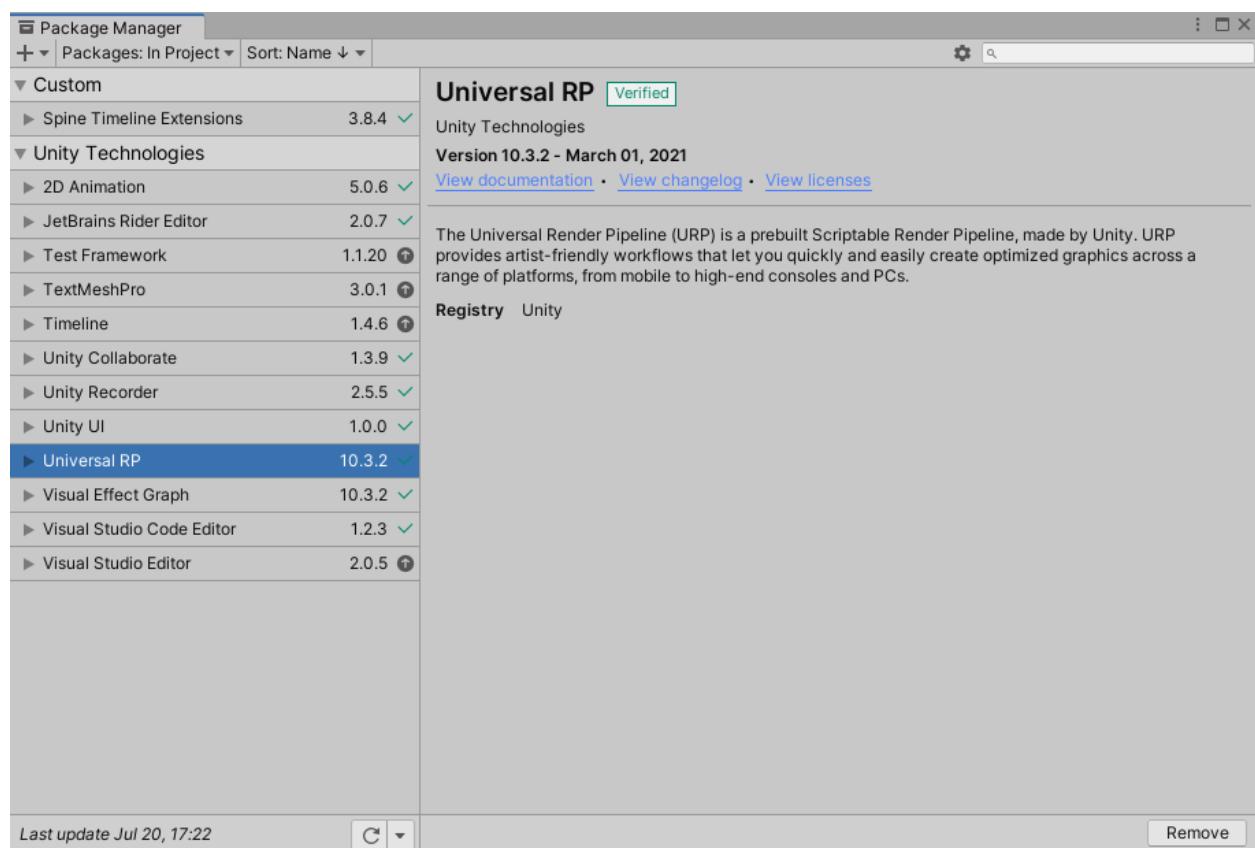 Package Manager
Packages: In Project Sort: Name ↓
Custom
Spine Timeline Extensions 3.8.4
Unity Technologies
2D Animation 5.0.6
JetBrains Rider Editor 2.0.7
Test Framework 1.1.20
TextMeshPro 3.0.1
Timeline 1.4.6
Unity Collaborate 1.3.9
Unity Recorder 2.5.5
Unity UI 1.0.0
Universal RP 10.3.2
Visual Effect Graph 10.3.2
Visual Studio Code Editor 1.2.3
Visual Studio Editor 2.0.5
Last update Jul 20, 17:22
Universal RP Verified
Unity Technologies
Version 10.3.2 - March 01, 2021
View documentation • View changelog • View licenses
The Universal Render Pipeline (URP) is a prebuilt Scriptable Render Pipeline, made by Unity. URP
provides artist-friendly workflows that let you quickly and easily create optimized graphics across a
range of platforms, from mobile to high-end consoles and PCs.
Registry Unity
Remove